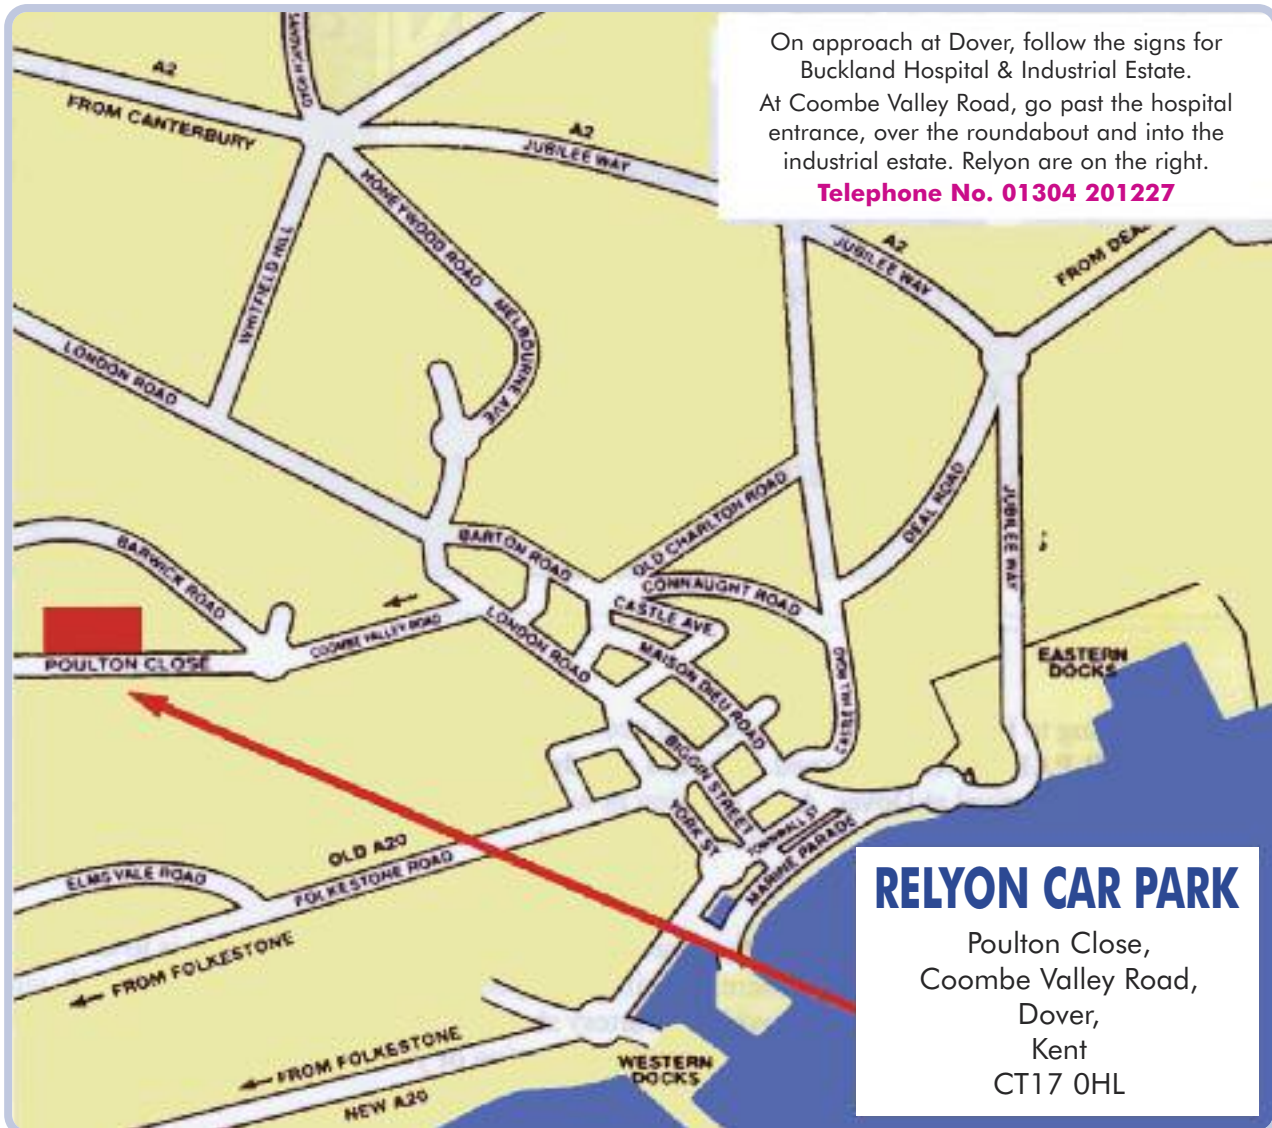 On approach at Dover, follow the signs for
Buckland Hospital & Industrial Estate.
At Coombe Valley Road, go past the hospital
entrance, over the roundabout and into the
industrial estate. Relyon are on the right.
Telephone No. 01304 201227
A2
FROM CANTERBURY
ROAD
A2
JUBILEE WAY
HONEYWOOD ROAD
WHITFIELD HILL
MELBOURNE AVE
LONDON ROAD
A2
JUBILEE WAY
FROM DEAL
JUBILEE WAY
DEAL ROAD
OLD CHARLTON ROAD
BARTON ROAD
CONNAUGHT ROAD
CASTLE AVE
BARWICK ROAD
COOMBE VALLEY ROAD
LONDON ROAD
POULTON CLOSE
MAISON DIEU ROAD
CASTLE HILL ROAD
EASTERN
DOCKS
BIGGIN STREET
YORK ST
TOWNWALL ST
MARINE PARADE
OLD A20
FOLKESTONE ROAD
ELMSVALE ROAD
FROM FOLKESTONE
FROM FOLKESTONE
NEW A20
WESTERN
DOCKS
RELYON CAR PARK
Poulton Close,
Coombe Valley Road,
Dover,
Kent
CT17 0HL